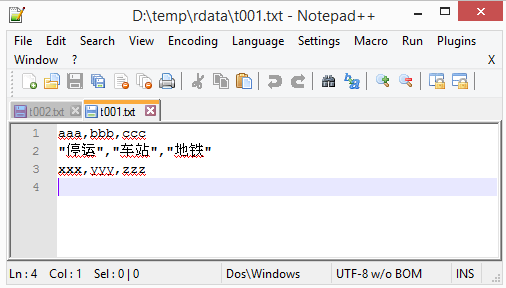 D:\temp\rdata\t001.txt - Notepad++
File Edit Search View Encoding Language Settings Macro Run Plugins
Window ? X
t002.txt t001.txt
1 aaa,bbb,ccc
2 "停运","车站","地铁"
3 xxx,yyy,zzz
4
Ln : 4 Col : 1 Sel : 0 | 0 Dos\Windows UTF-8 w/o BOM INS